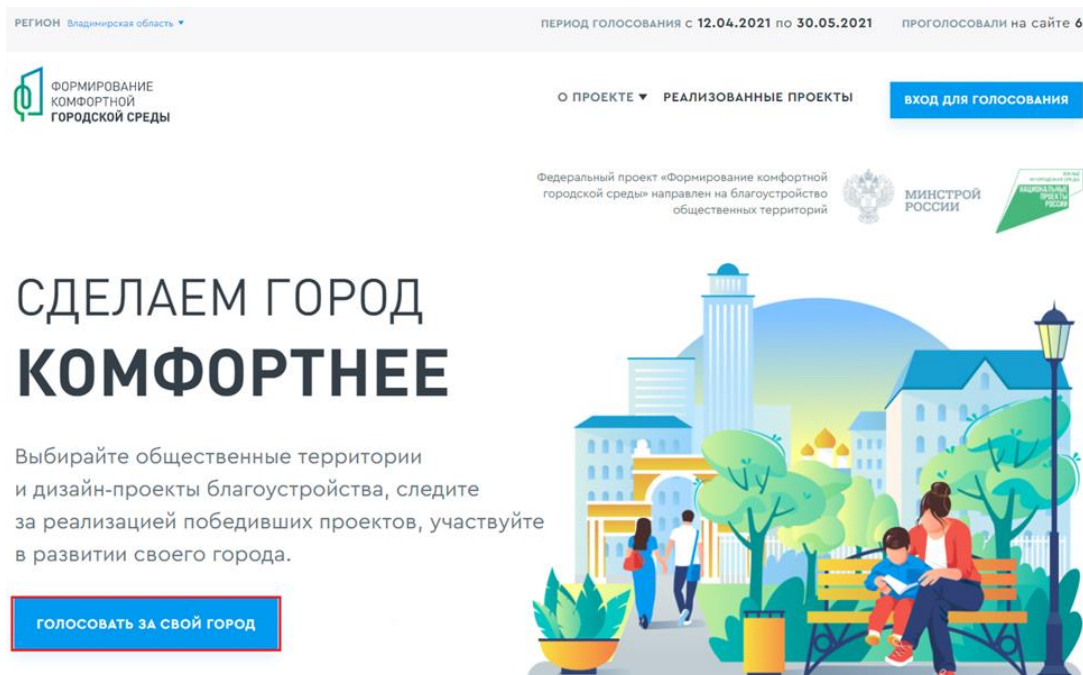 РЕГИОН Владимирская область
ПЕРИОД ГОЛОСОВАНИЯ с 12.04.2021 по 30.05.2021
ПРОГОЛОСОВАЛИ на сайте 6
ФОРМИРОВАНИЕ
КОМФОРТНОЙ
ГОРОДСКОЙ СРЕДЫ
О ПРОЕКТЕ
РЕАЛИЗОВАННЫЕ ПРОЕКТЫ
ВХОД ДЛЯ ГОЛОСОВАНИЯ
Федеральный проект «Формирование комфортной
городской среды» направлен на благоустройство
общественных территорий
МИНСТРОЙ
РОССИИ
НАЦИОНАЛЬНЫЕ
ПРОЕКТЫ
РОССИИ
СДЕЛАЕМ ГОРОД
КОМФОРТНЕЕ
Выбирайте общественные территории
и дизайн-проекты благоустройства, следите
за реализацией победивших проектов, участвуйте
в развитии своего города.
ГОЛОСОВАТЬ ЗА СВОЙ ГОРОД